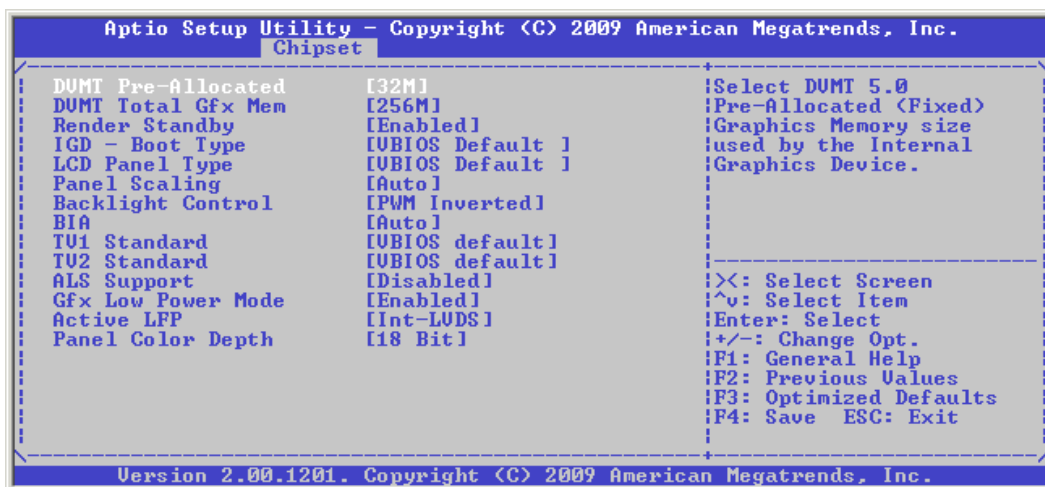 Aptio Setup Utility - Copyright (C) 2009 American Megatrends, Inc.
Chipset
DVMT Pre-Allocated [32M]
DVMT Total Gfx Mem [256M]
Render Standby [Enabled]
IGD - Boot Type [VBIOS Default ]
LCD Panel Type [VBIOS Default ]
Panel Scaling [Auto]
Backlight Control [PWM Inverted]
BIA [Auto]
TV1 Standard [VBIOS default]
TV2 Standard [VBIOS default]
ALS Support [Disabled]
Gfx Low Power Mode [Enabled]
Active LFP [Int-LVDS]
Panel Color Depth [18 Bit]
Select DVMT 5.0
Pre-Allocated (Fixed)
Graphics Memory size
used by the Internal
Graphics Device.
><: Select Screen
^v: Select Item
Enter: Select
+/-: Change Opt.
F1: General Help
F2: Previous Values
F3: Optimized Defaults
F4: Save ESC: Exit
Version 2.00.1201. Copyright (C) 2009 American Megatrends, Inc.